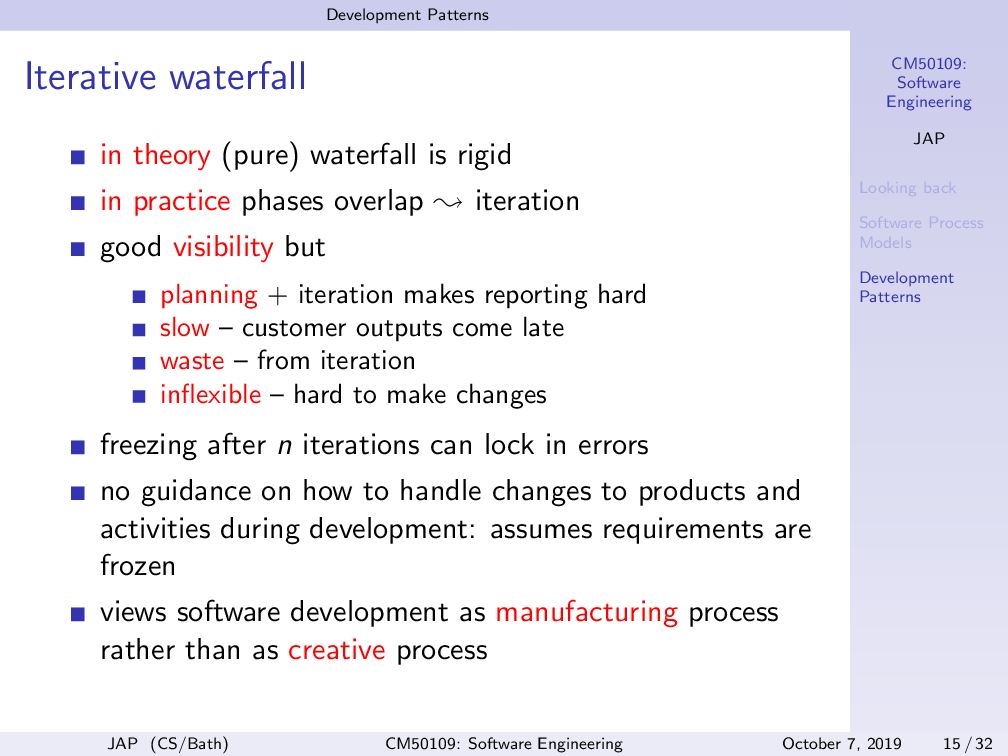 Development Patterns
Iterative waterfall
in theory (pure) waterfall is rigid
in practice phases overlap ⤳ iteration
good visibility but
planning + iteration makes reporting hard
slow – customer outputs come late
waste – from iteration
inflexible – hard to make changes
freezing after n iterations can lock in errors
no guidance on how to handle changes to products and
activities during development: assumes requirements are
frozen
views software development as manufacturing process
rather than as creative process
CM50109:
Software
Engineering
JAP
Looking back
Software Process
Models
Development
Patterns
JAP (CS/Bath)
CM50109: Software Engineering
October 7, 2019
15 / 32